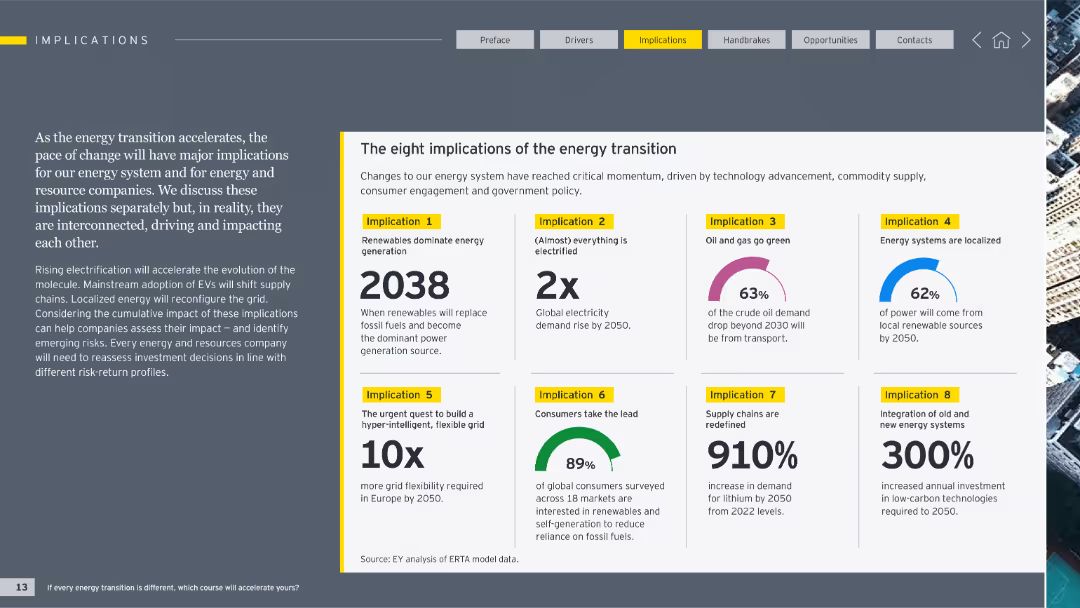 IMPLICATIONS
Preface
Drivers
Implications
Handbrakes
Opportunities
Contacts
As the energy transition accelerates, the
pace of change will have major implications
for our energy system and for energy and
resource companies. We discuss these
implications separately but, in reality, they
are interconnected, driving and impacting
each other.
Rising electrification will accelerate the evolution of the
molecule. Mainstream adoption of EVs will shift supply
chains. Localized energy will reconfigure the grid.
Considering the cumulative impact of these implications
can help companies assess their impact — and identify
emerging risks. Every energy and resources company
will need to reassess investment decisions in line with
different risk-return profiles.
The eight implications of the energy transition
Changes to our energy system have reached critical momentum, driven by technology advancement, commodity supply,
consumer engagement and government policy.
Implication 1
Renewables dominate energy
generation
2038
When renewables will replace
fossil fuels and become
the dominant power
generation source.
Implication 2
(Almost) everything is
electrified
2x
Global electricity
demand rise by 2050.
Implication 3
Oil and gas go green
63%
of the crude oil demand
drop beyond 2030 will
be from transport.
Implication 4
Energy systems are localized
62%
of power will come from
local renewable sources
by 2050.
Implication 5
The urgent quest to build a
hyper-intelligent, flexible grid
10x
more grid flexibility required
in Europe by 2050.
Implication 6
Consumers take the lead
89%
of global consumers surveyed
across 18 markets are
interested in renewables and
self-generation to reduce
reliance on fossil fuels.
Implication 7
Supply chains are
redefined
910%
increase in demand
for lithium by 2050
from 2022 levels.
Implication 8
Integration of old and
new energy systems
300%
increased annual investment
in low-carbon technologies
required to 2050.
Source: EY analysis of ERTA model data.
13
If every energy transition is different, which course will accelerate yours?